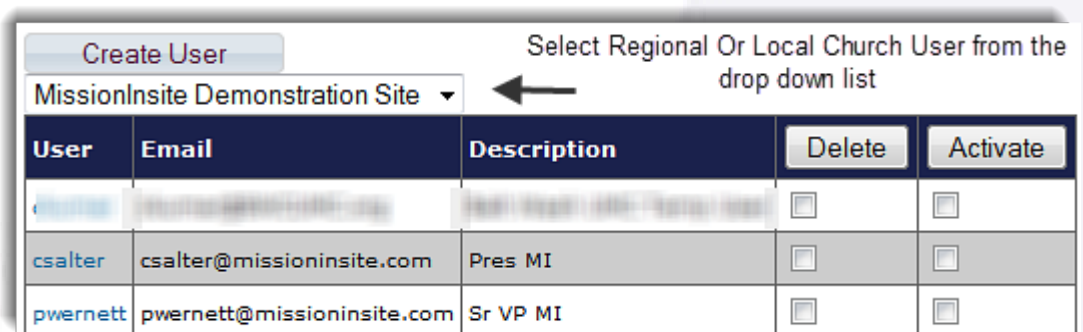 Create User
Select Regional Or Local Church User from the
drop down list
MissionInsite Demonstration Site
User Email Description Delete Activate
csalter csalter@missioninsite.com Pres MI
pwernett pwernett@missioninsite.com Sr VP MI